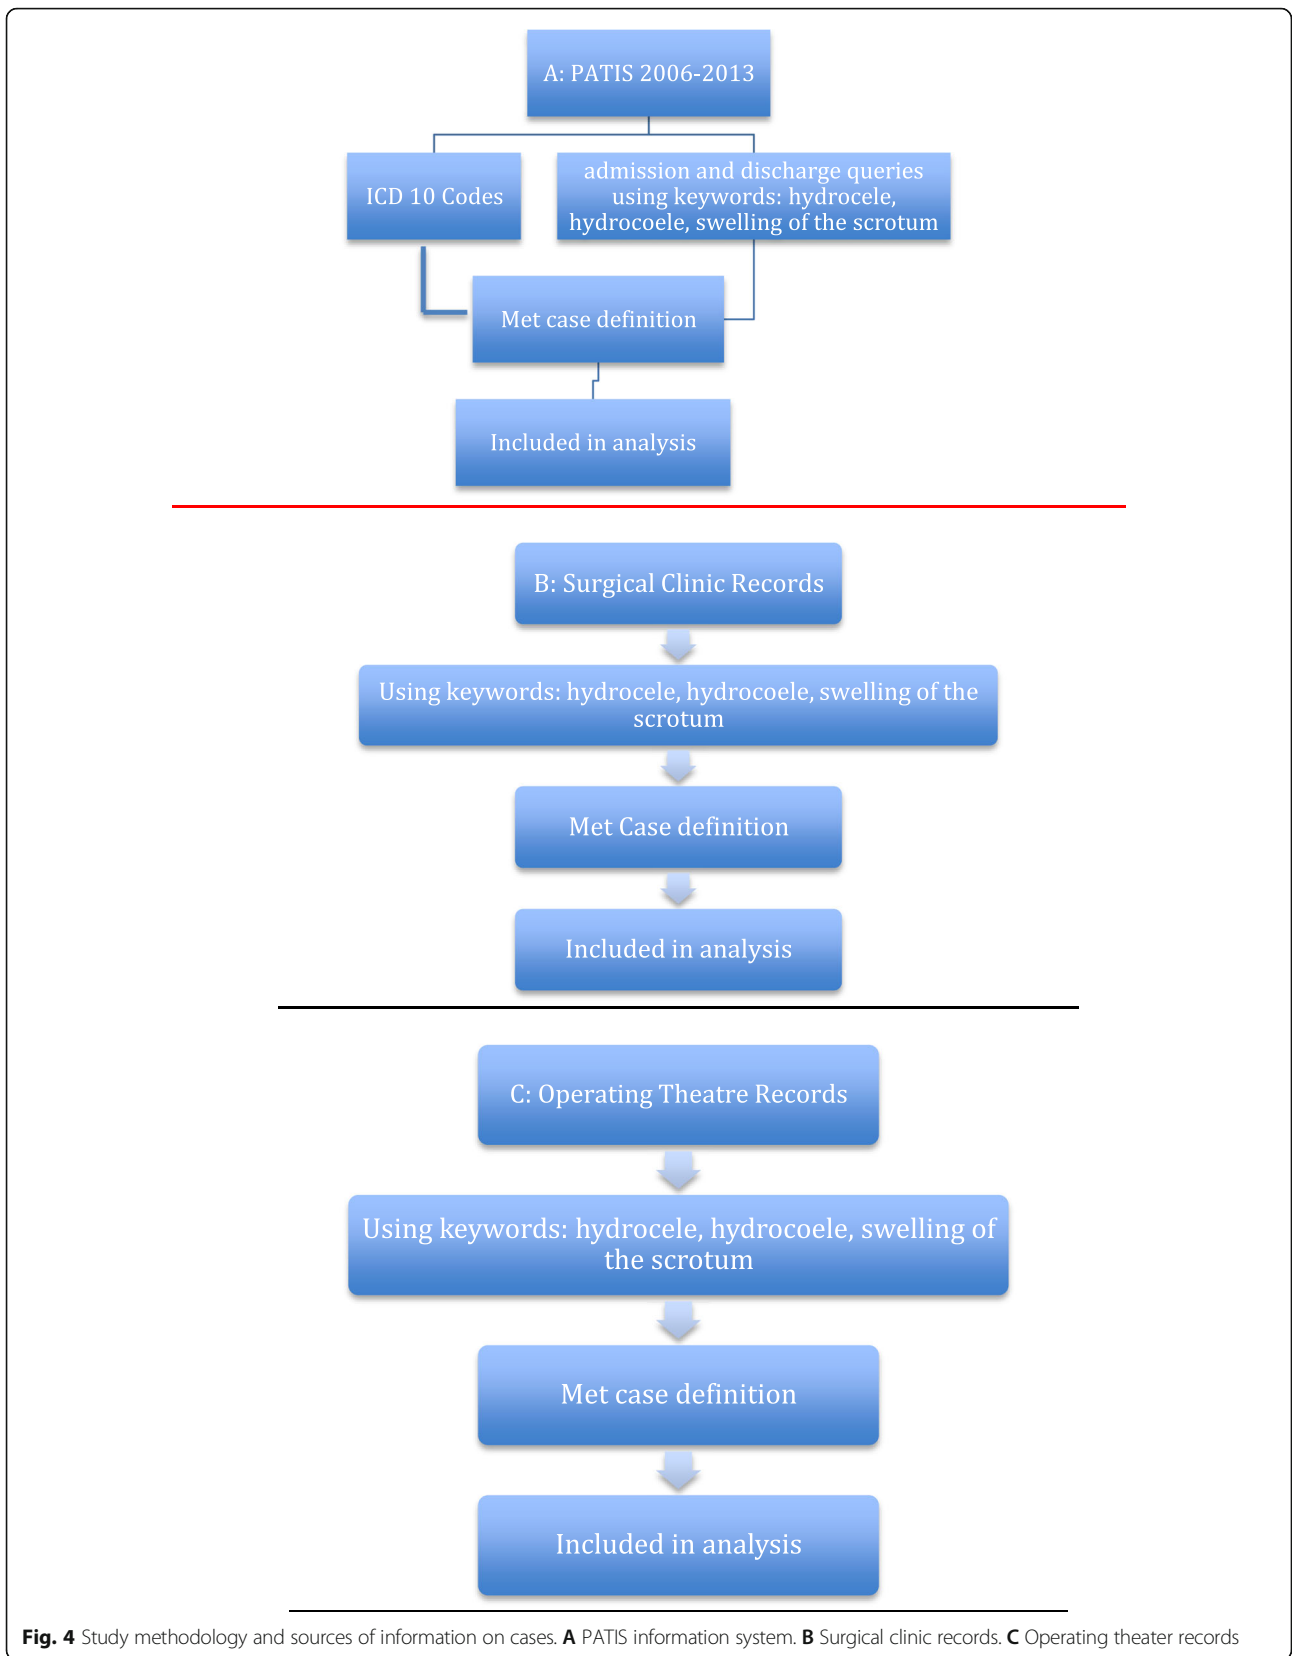 A: PATIS 2006-2013
ICD 10 Codes
admission and discharge queries
using keywords: hydrocele,
hydrocoele, swelling of the scrotum
Met case definition
Included in analysis
B: Surgical Clinic Records
Using keywords: hydrocele, hydrocoele, swelling of the
scrotum
Met Case definition
Included in analysis
C: Operating Theatre Records
Using keywords: hydrocele, hydrocoele, swelling of
the scrotum
Met case definition
Included in analysis
Fig. 4 Study methodology and sources of information on cases. A PATIS information system. B Surgical clinic records. C Operating theater records